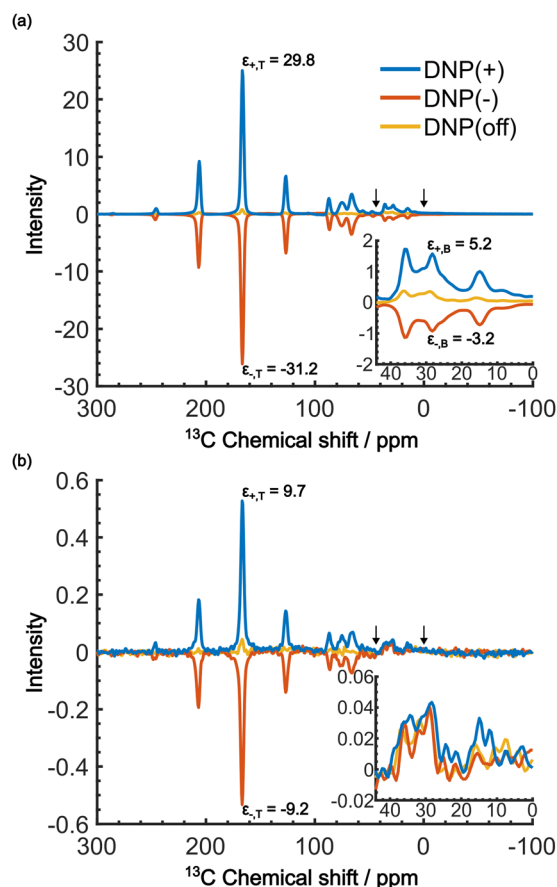 (a)
ε+,T = 29.8
DNP(+)
DNP(-)
DNP(off)
30
20
10
0
-10
-20
-30
Intensity
2
1
0
-1
-2
ε+,B = 5.2
ε-,B = -3.2
40 30 20 10 0
ε-,T = -31.2
300 200 100 0 -100
¹³C Chemical shift / ppm
(b)
ε+,T = 9.7
0.6
0.4
0.2
0
-0.2
-0.4
-0.6
Intensity
0.06
0.04
0.02
0
-0.02
40 30 20 10 0
ε-,T = -9.2
300 200 100 0 -100
¹³C Chemical shift / ppm